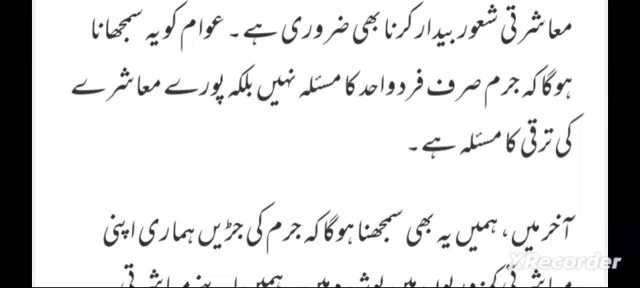 معاشرتی شعور بیدار کرنا بھی ضروری ہے۔ عوام کو یہ سمجھانا
ہوگا کہ جرم صرف فرد واحد کا مسئلہ نہیں بلکہ پورے معاشرے
کی ترقی کا مسئلہ ہے۔
آخر میں، ہمیں یہ بھی سمجھنا ہوگا کہ جرم کی جڑیں ہماری اپنی
XRecorder